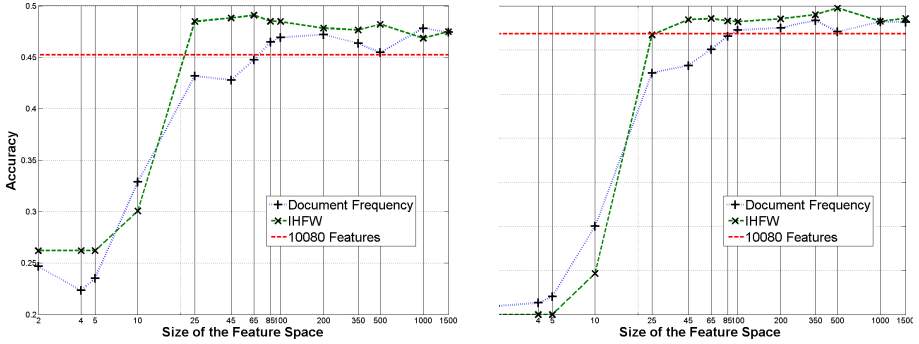 0.5
0.45
0.4
0.35
0.3
0.25
0.2
Accuracy
2 4 5 10 25 45 65 85 100 200 350 500 1000 1500
Size of the Feature Space
Document Frequency
IHFW
10080 Features
4 5 10 25 45 65 85 100 200 350 500 1000 1500
Size of the Feature Space
Document Frequency
IHFW
10080 Features